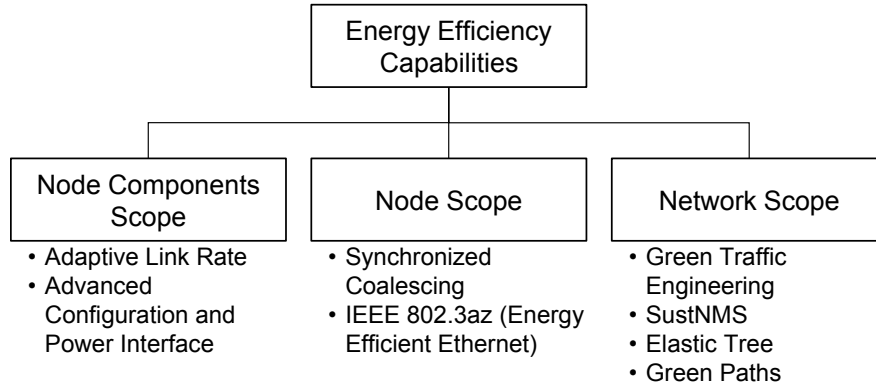 Energy Efficiency
Capabilities
Node Components
Scope
Node Scope
Network Scope
• Adaptive Link Rate
• Advanced
Configuration and
Power Interface
• Synchronized
Coalescing
• IEEE 802.3az (Energy
Efficient Ethernet)
• Green Traffic
Engineering
• SustNMS
• Elastic Tree
• Green Paths